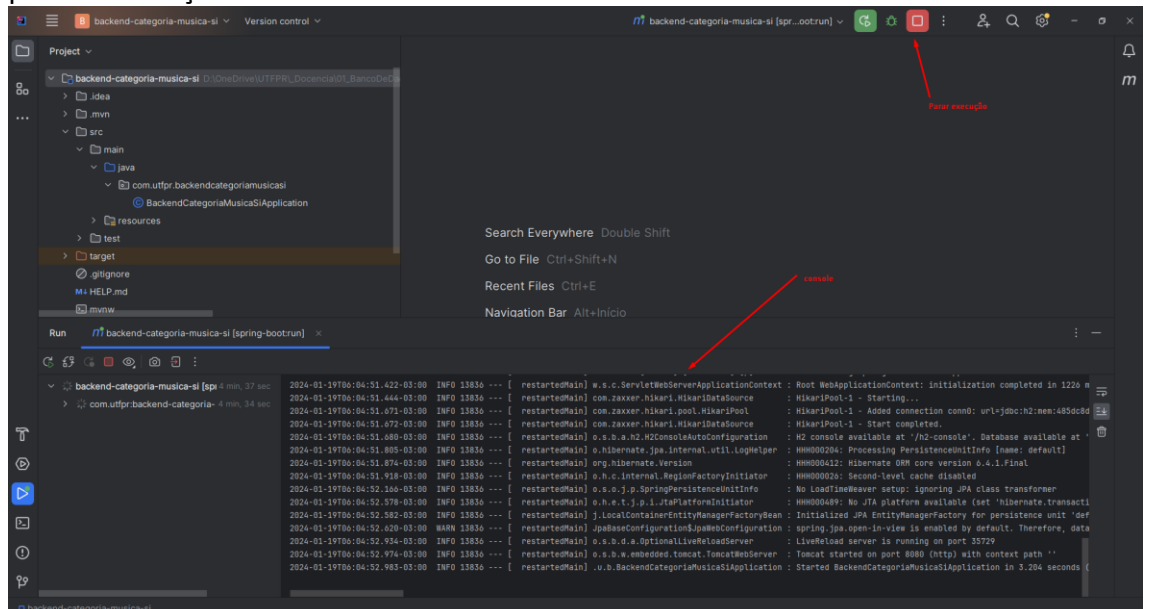 backend-categoria-musica-si Version control backend-categoria-musica-si [spr...oot:run]
Project
backend-categoria-musica-si D:\OneDrive\UTFPR\_Docencia\01_BancoDeDa
.idea
.mvn
src
main
java
com.utfpr.backendcategoriamusicasi
BackendCategoriaMusicaSiApplication
resources
test
target
.gitignore
HELP.md
mvnw
Parar execução
Search Everywhere Double Shift
Go to File Ctrl+Shift+N
Recent Files Ctrl+E
Navigation Bar Alt+Início
console
Run backend-categoria-musica-si [spring-boot:run]
backend-categoria-musica-si [spi 4 min, 37 sec
com.utfpr:backend-categoria- 4 min, 34 sec
2024-01-19T06:04:51.422-03:00 INFO 13836 --- [ restartedMain] w.s.c.ServletWebServerApplicationContext : Root WebApplicationContext: initialization completed in 1226 m
2024-01-19T06:04:51.444-03:00 INFO 13836 --- [ restartedMain] com.zaxxer.hikari.HikariDataSource : HikariPool-1 - Starting...
2024-01-19T06:04:51.671-03:00 INFO 13836 --- [ restartedMain] com.zaxxer.hikari.pool.HikariPool : HikariPool-1 - Added connection conn0: url=jdbc:h2:mem:485dc8d
2024-01-19T06:04:51.672-03:00 INFO 13836 --- [ restartedMain] com.zaxxer.hikari.HikariDataSource : HikariPool-1 - Start completed.
2024-01-19T06:04:51.680-03:00 INFO 13836 --- [ restartedMain] o.s.b.a.h2.H2ConsoleAutoConfiguration : H2 console available at '/h2-console'. Database available at '
2024-01-19T06:04:51.805-03:00 INFO 13836 --- [ restartedMain] o.hibernate.jpa.internal.util.LogHelper : HHH000204: Processing PersistenceUnitInfo [name: default]
2024-01-19T06:04:51.874-03:00 INFO 13836 --- [ restartedMain] org.hibernate.Version : HHH000412: Hibernate ORM core version 6.4.1.Final
2024-01-19T06:04:51.918-03:00 INFO 13836 --- [ restartedMain] o.h.c.internal.RegionFactoryInitiator : HHH000026: Second-level cache disabled
2024-01-19T06:04:52.166-03:00 INFO 13836 --- [ restartedMain] o.s.o.j.p.SpringPersistenceUnitInfo : No LoadTimeWeaver setup: ignoring JPA class transformer
2024-01-19T06:04:52.578-03:00 INFO 13836 --- [ restartedMain] o.h.e.t.j.p.i.JtaPlatformInitiator : HHH000489: No JTA platform available (set 'hibernate.transacti
2024-01-19T06:04:52.582-03:00 INFO 13836 --- [ restartedMain] j.LocalContainerEntityManagerFactoryBean : Initialized JPA EntityManagerFactory for persistence unit 'def
2024-01-19T06:04:52.620-03:00 WARN 13836 --- [ restartedMain] JpaBaseConfiguration$JpaWebConfiguration : spring.jpa.open-in-view is enabled by default. Therefore, data
2024-01-19T06:04:52.934-03:00 INFO 13836 --- [ restartedMain] o.s.b.d.a.OptionalLiveReloadServer : LiveReload server is running on port 35729
2024-01-19T06:04:52.974-03:00 INFO 13836 --- [ restartedMain] o.s.b.w.embedded.tomcat.TomcatWebServer : Tomcat started on port 8080 (http) with context path ''
2024-01-19T06:04:52.983-03:00 INFO 13836 --- [ restartedMain] .u.b.BackendCategoriaMusicaSiApplication : Started BackendCategoriaMusicaSiApplication in 3.204 seconds (